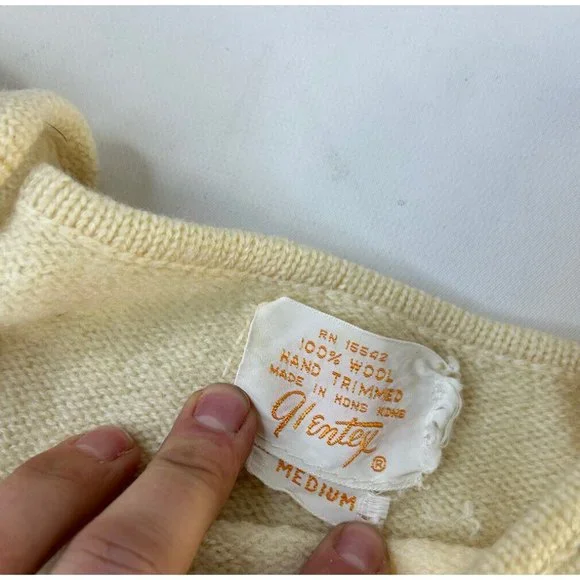 RN 15542
100% WOOL
HAND TRIMMED
MADE IN HONG KONG
Glentex ®
MEDIUM